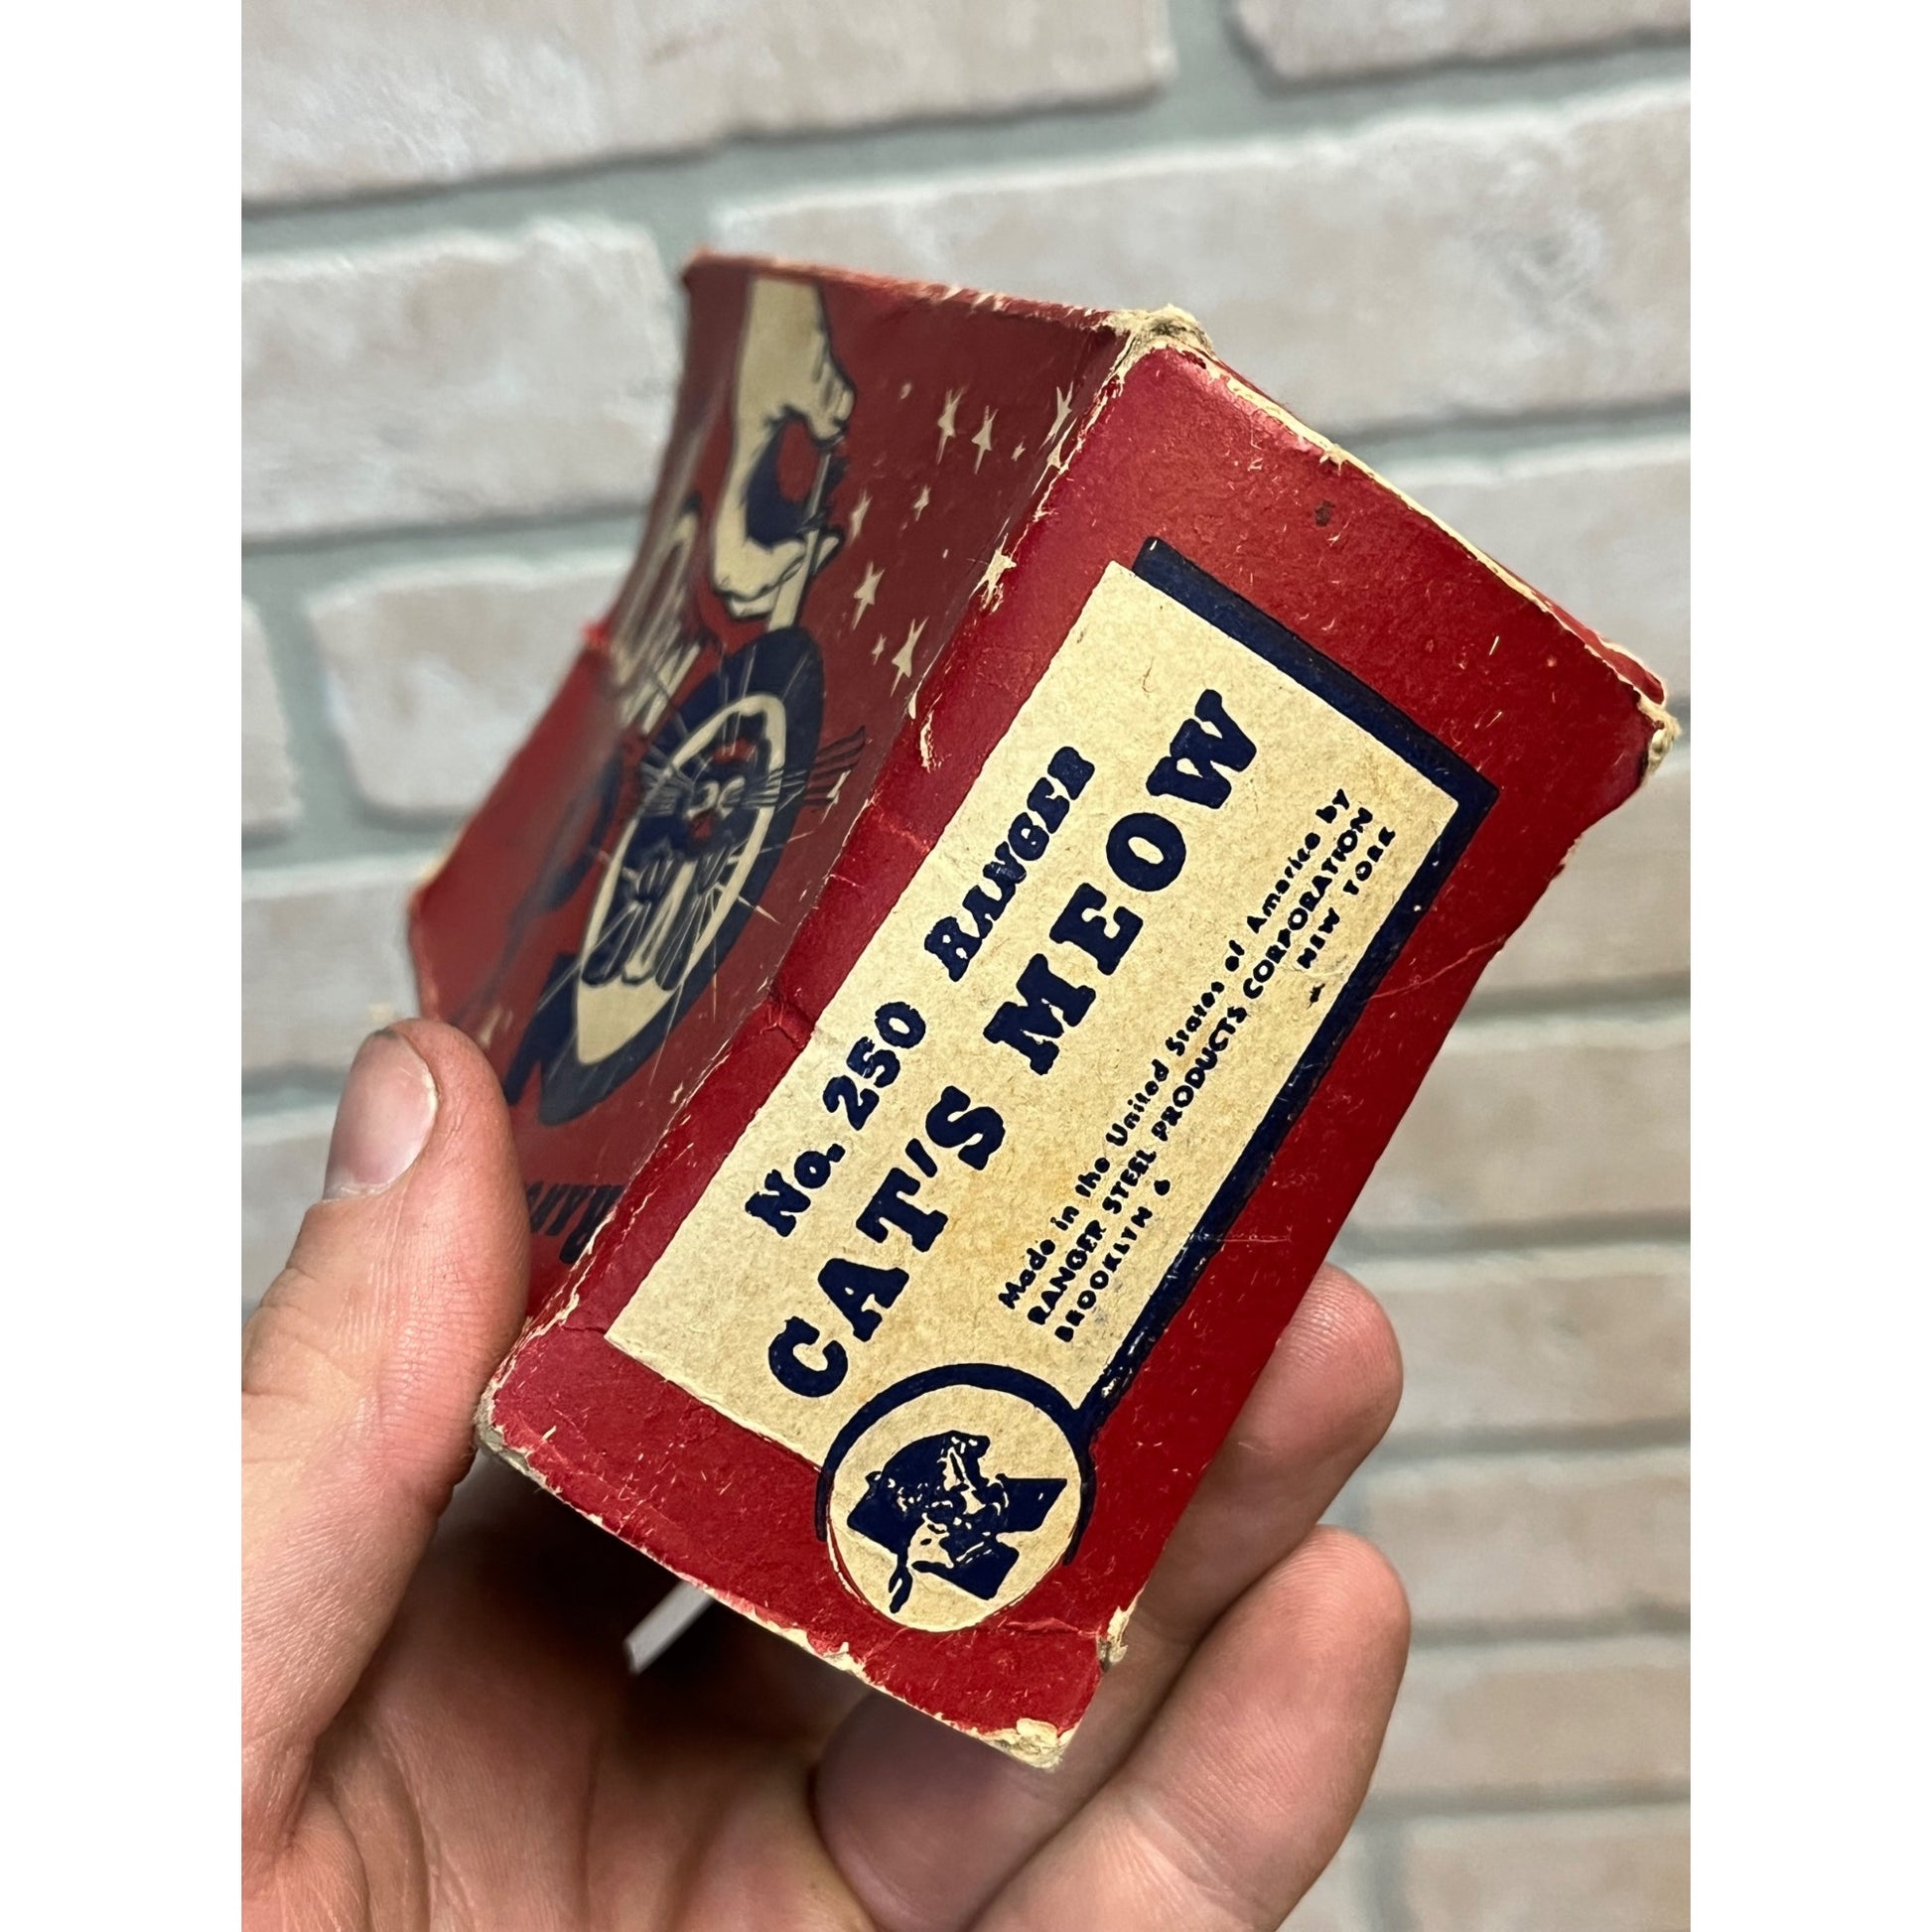 No. 250 RANGER
CAT'S MEOW
Made in the United States of America by
RANGER STEEL PRODUCTS CORPORATION
BROOKLYN 6 NEW YORK